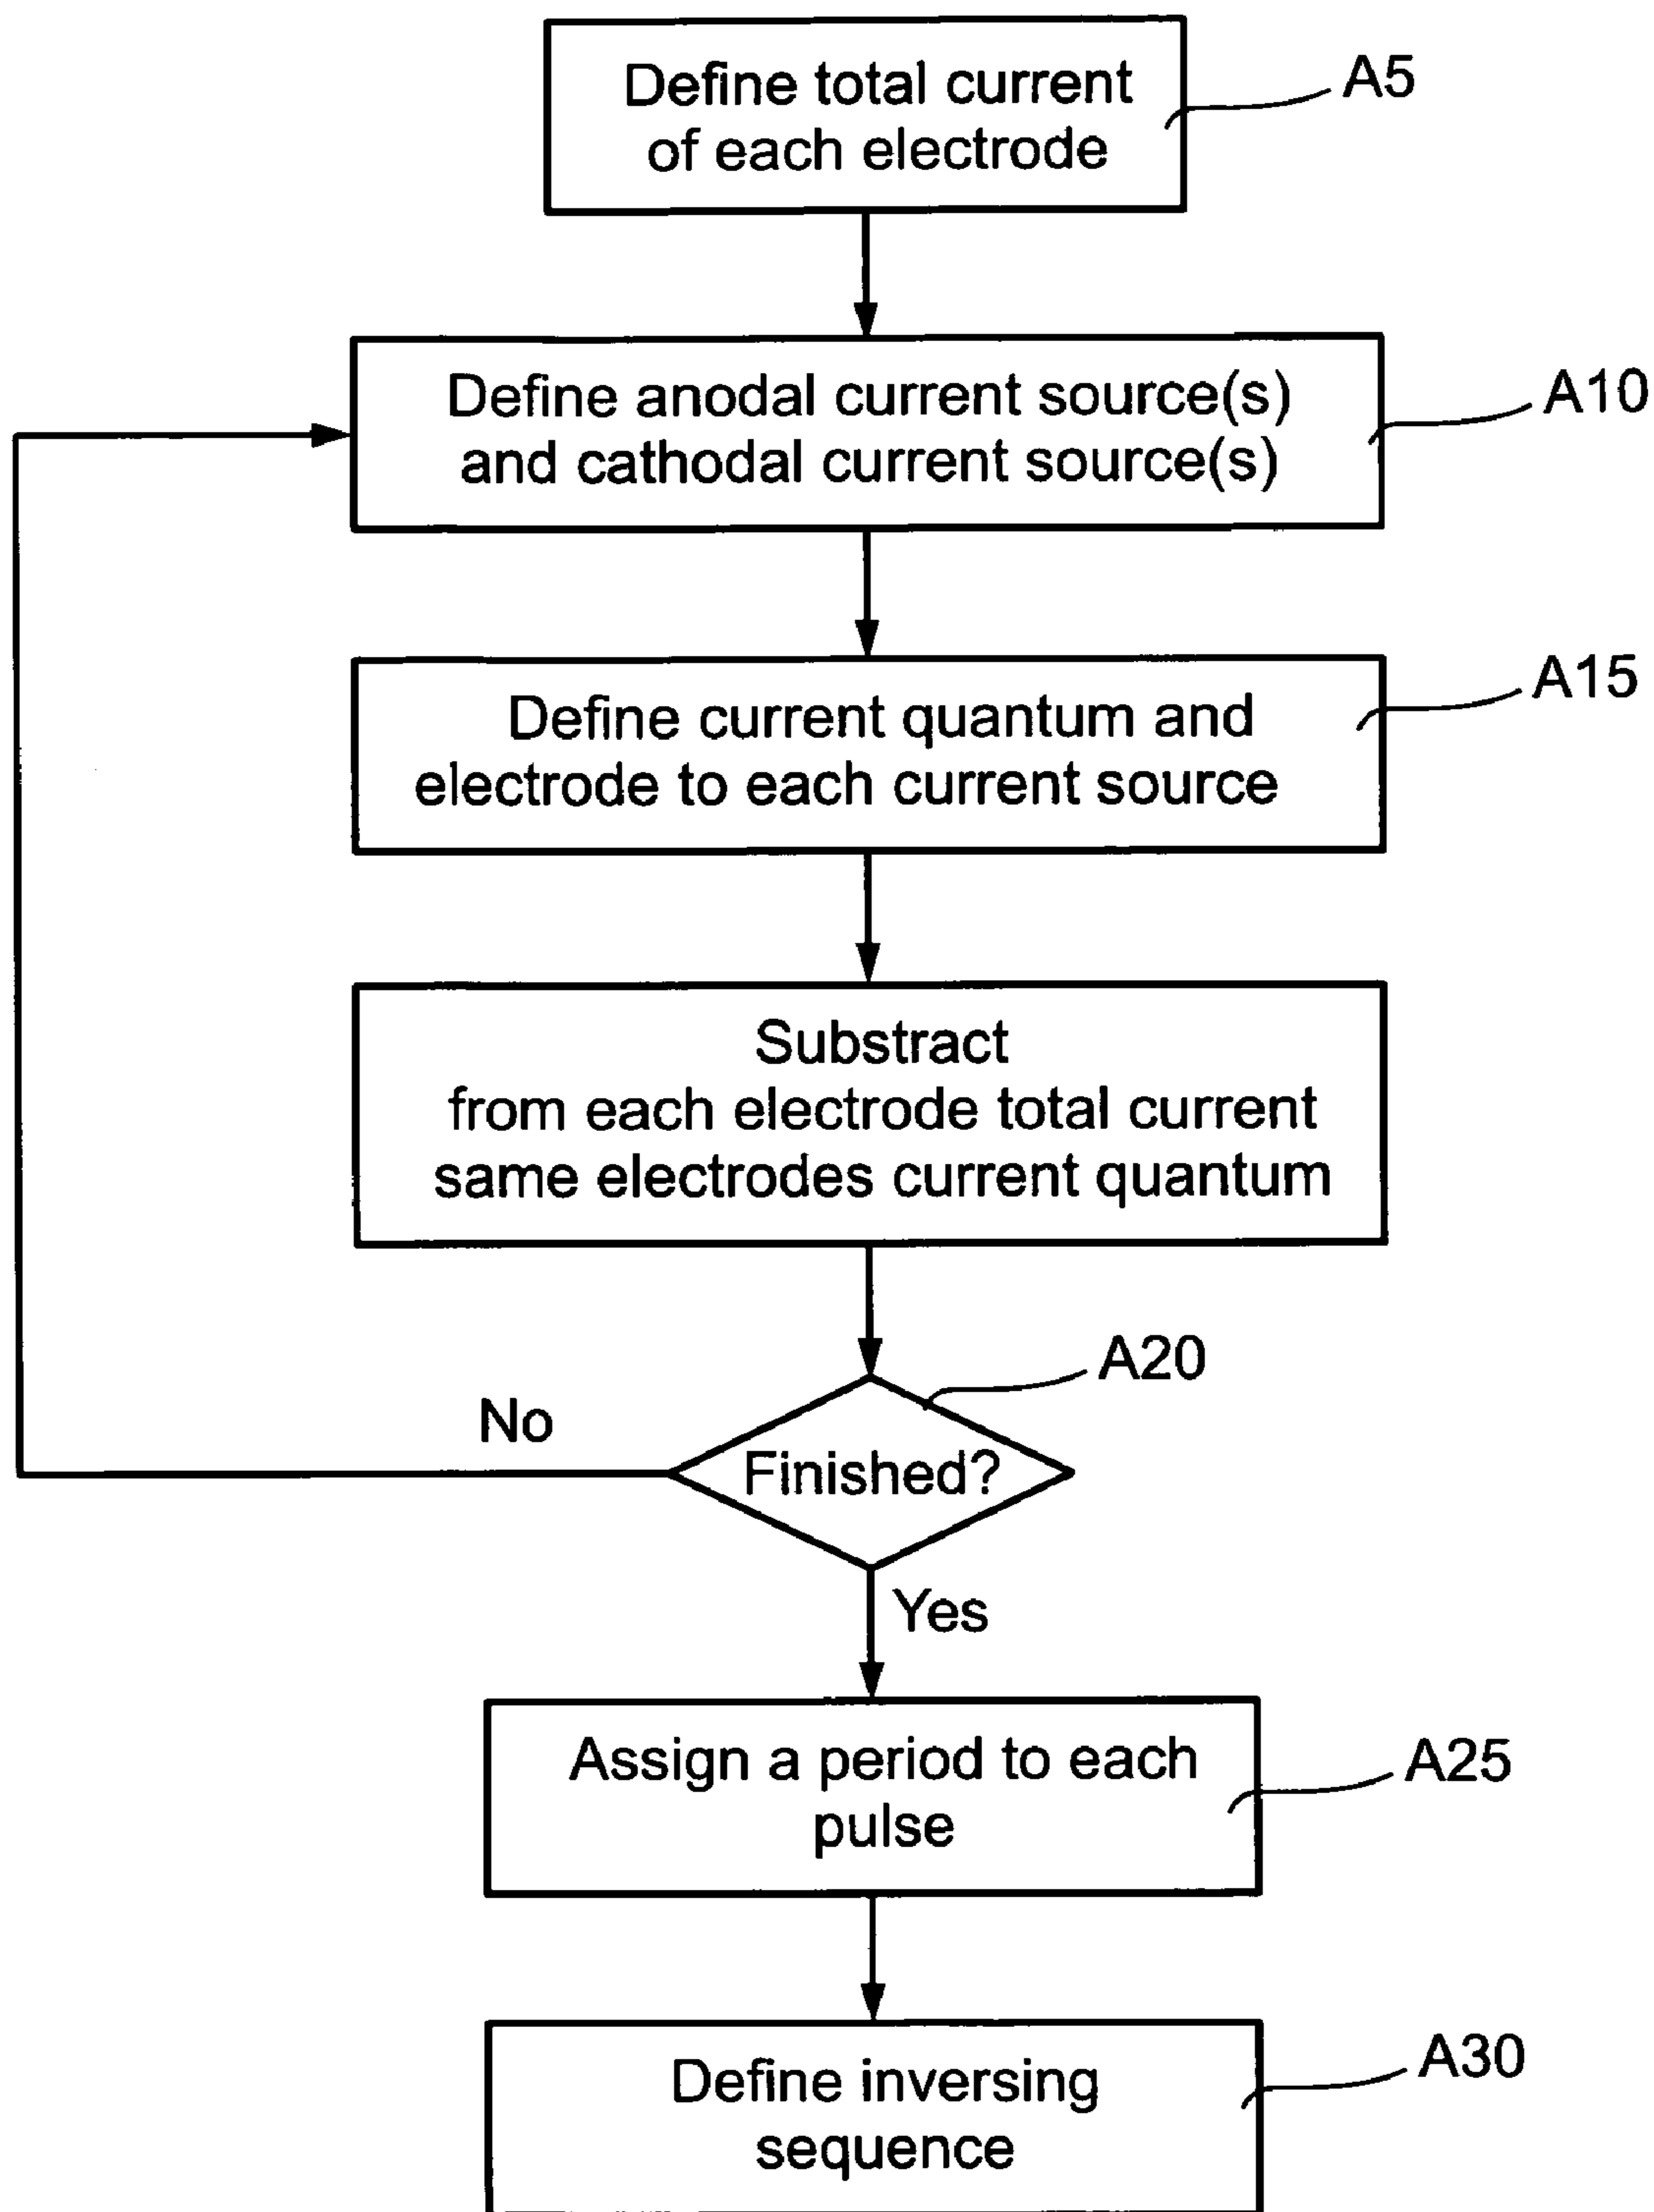 Define total current
of each electrode
A5
Define anodal current source(s)
and cathodal current source(s)
A10
Define current quantum and
electrode to each current source
A15
Substract
from each electrode total current
same electrodes current quantum
A20
No
Finished?
Yes
Assign a period to each
pulse
A25
Define inversing
sequence
A30